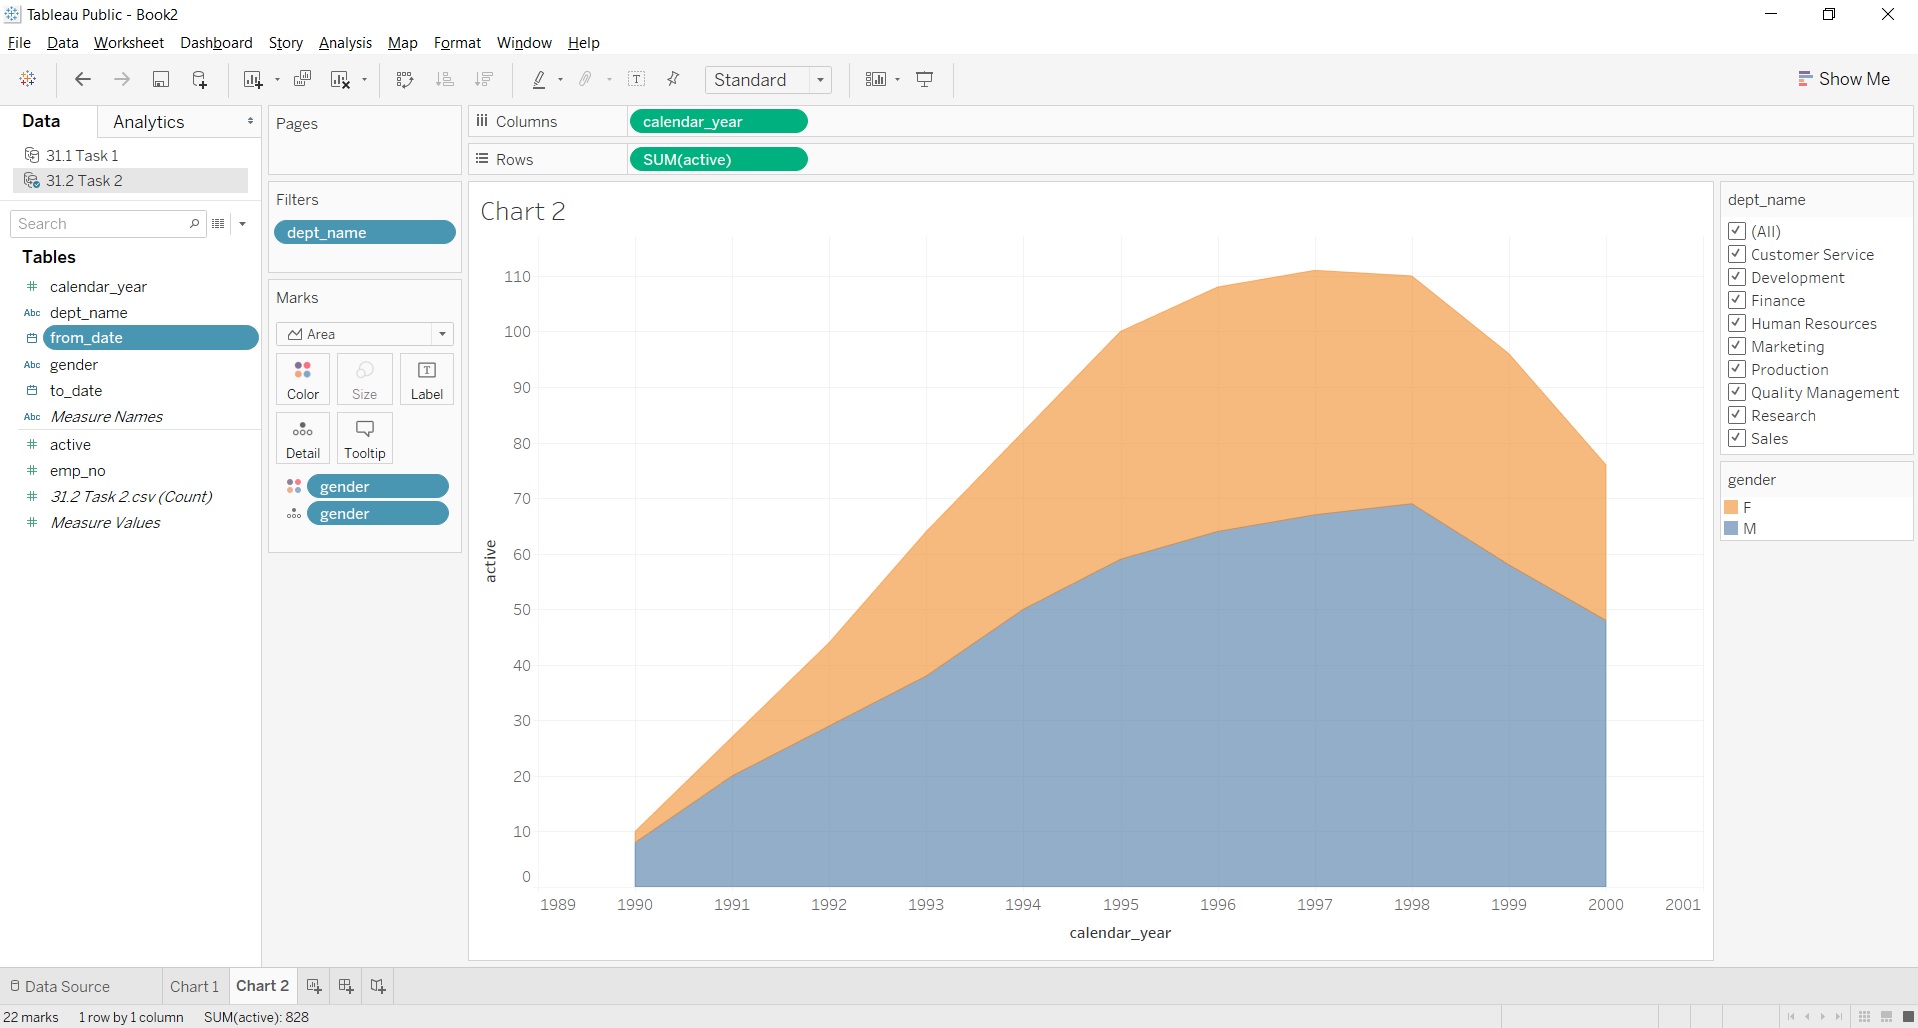 Tableau Public - Book2
File Data Worksheet Dashboard Story Analysis Map Format Window Help
Standard
Show Me
Data Analytics
31.1 Task 1
31.2 Task 2
Search
Tables
calendar_year
Abc dept_name
from_date
Abc gender
to_date
Abc Measure Names
active
emp_no
31.2 Task 2.csv (Count)
Measure Values
Pages
Filters
dept_name
Marks
Area
Color Size Label
Detail Tooltip
gender
gender
Columns calendar_year
Rows SUM(active)
Chart 2
110
100
90
80
70
60
50
40
30
20
10
0
active
1989 1990 1991 1992 1993 1994 1995 1996 1997 1998 1999 2000 2001
calendar_year
dept_name
(All)
Customer Service
Development
Finance
Human Resources
Marketing
Production
Quality Management
Research
Sales
gender
F
M
Data Source Chart 1 Chart 2
22 marks 1 row by 1 column SUM(active): 828